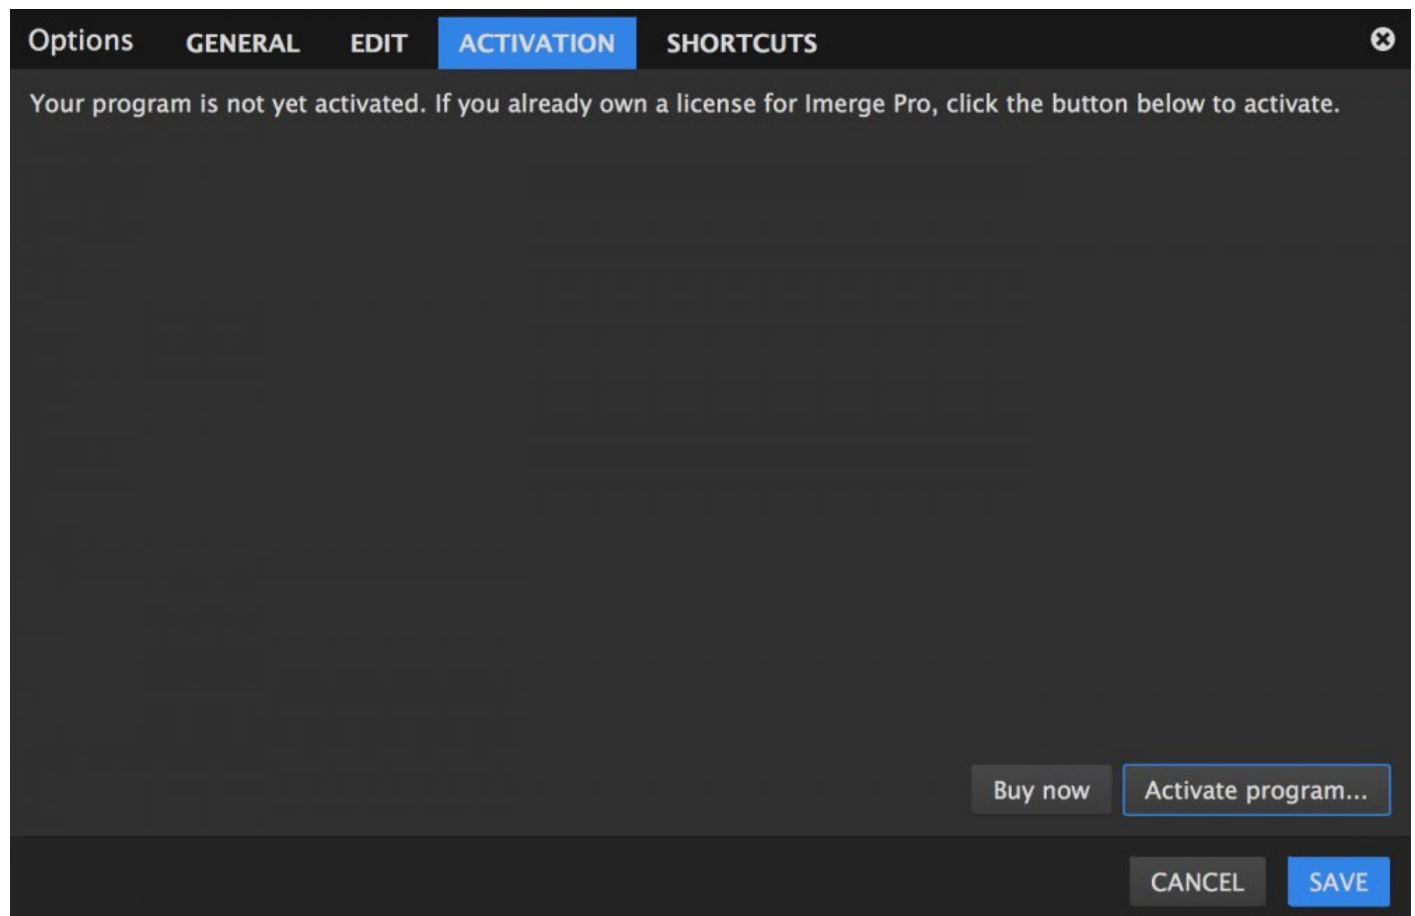 Options GENERAL EDIT ACTIVATION SHORTCUTS
Your program is not yet activated. If you already own a license for Imerge Pro, click the button below to activate.
Buy now Activate program...
CANCEL SAVE